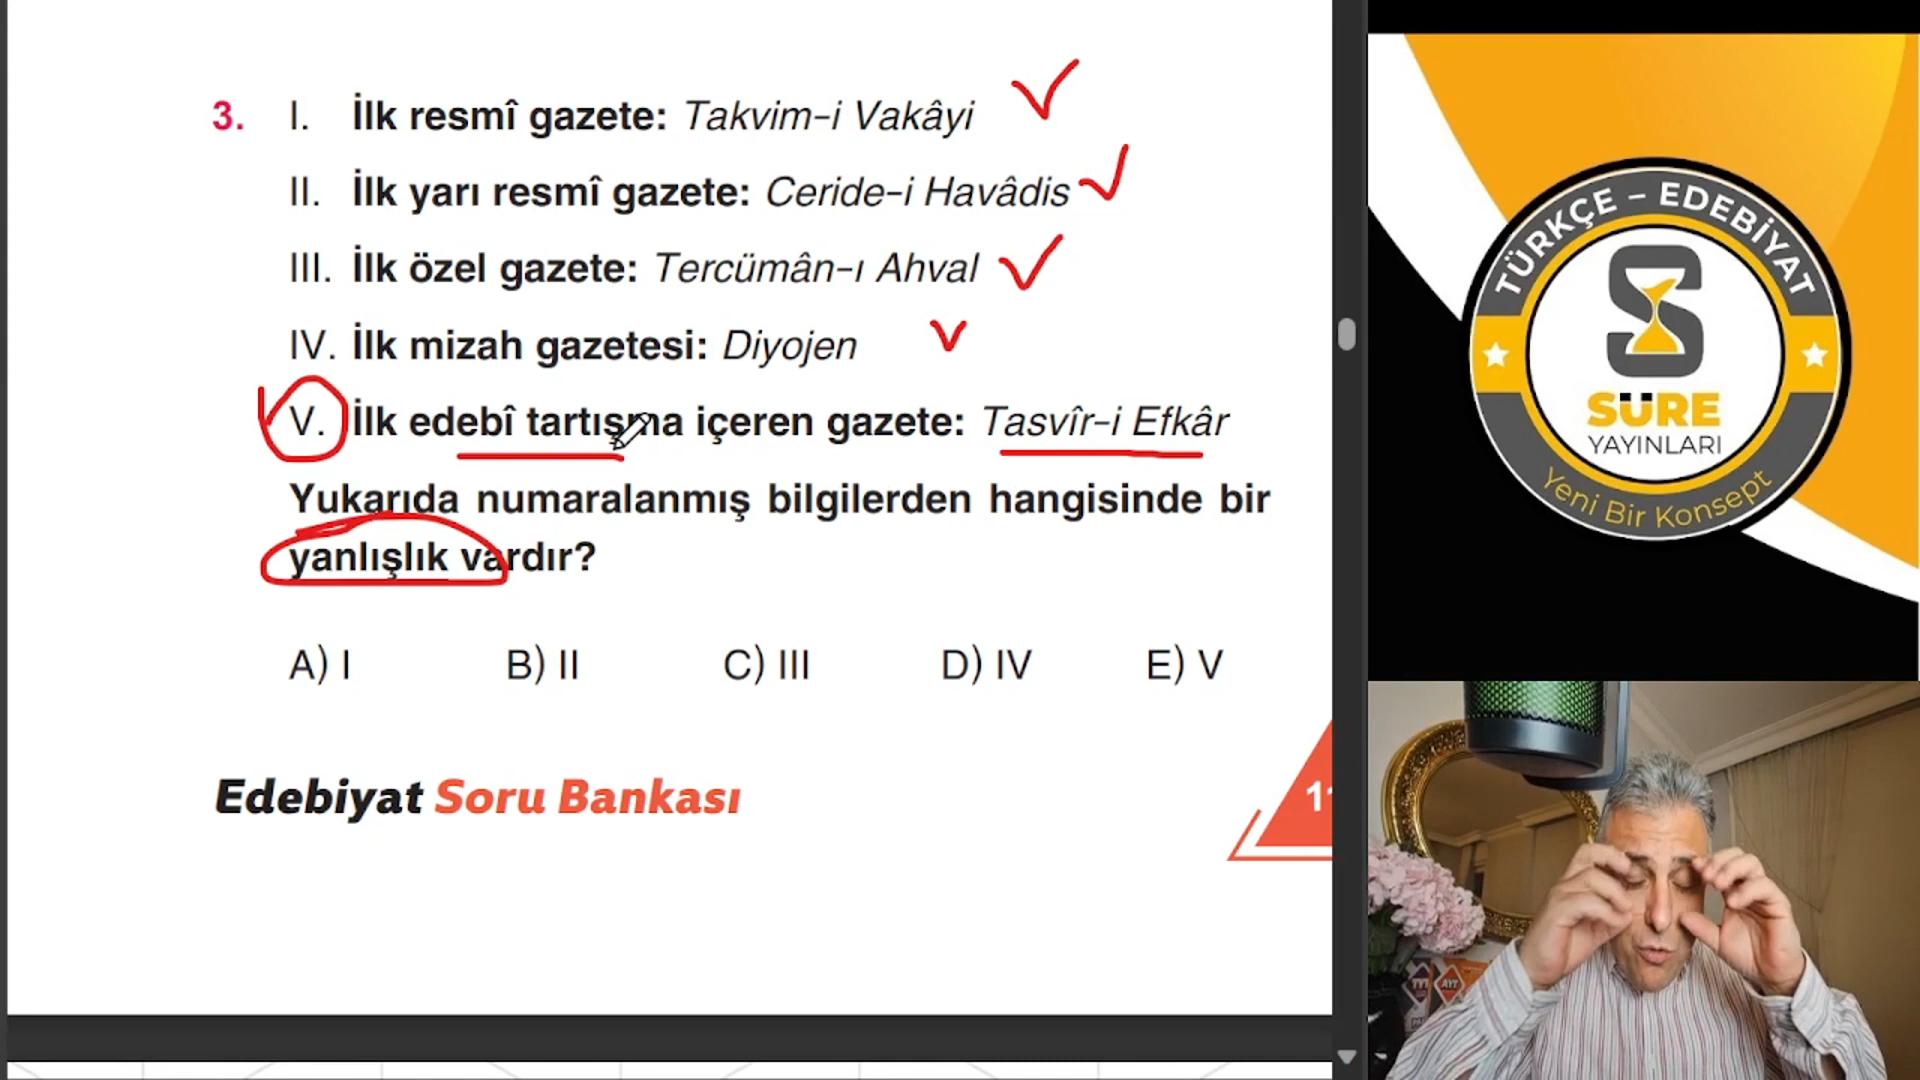 3. I. İlk resmî gazete: Takvim-i Vakâyi
II. İlk yarı resmî gazete: Ceride-i Havâdis
III. İlk özel gazete: Tercümân-ı Ahval
IV. İlk mizah gazetesi: Diyojen
V. İlk edebî tartışma içeren gazete: Tasvîr-i Efkâr
Yukarıda numaralanmış bilgilerden hangisinde bir
yanlışlık vardır?
A) I B) II C) III D) IV E) V
Edebiyat Soru Bankası
TÜRKÇE – EDEBİYAT
SÜRE
YAYINLARI
Yeni Bir Konsept
TYT
AYT